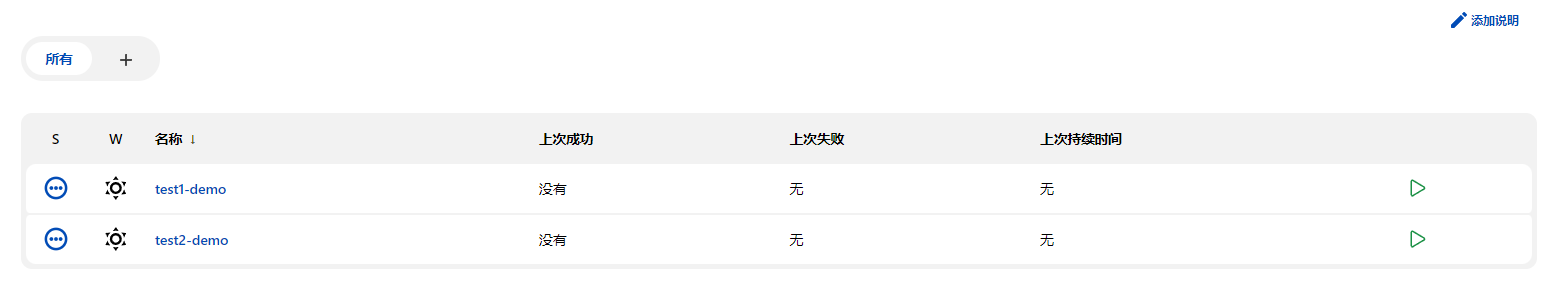 添加说明
所有 +
S W 名称 ↓ 上次成功 上次失败 上次持续时间
test1-demo 没有 无 无
test2-demo 没有 无 无